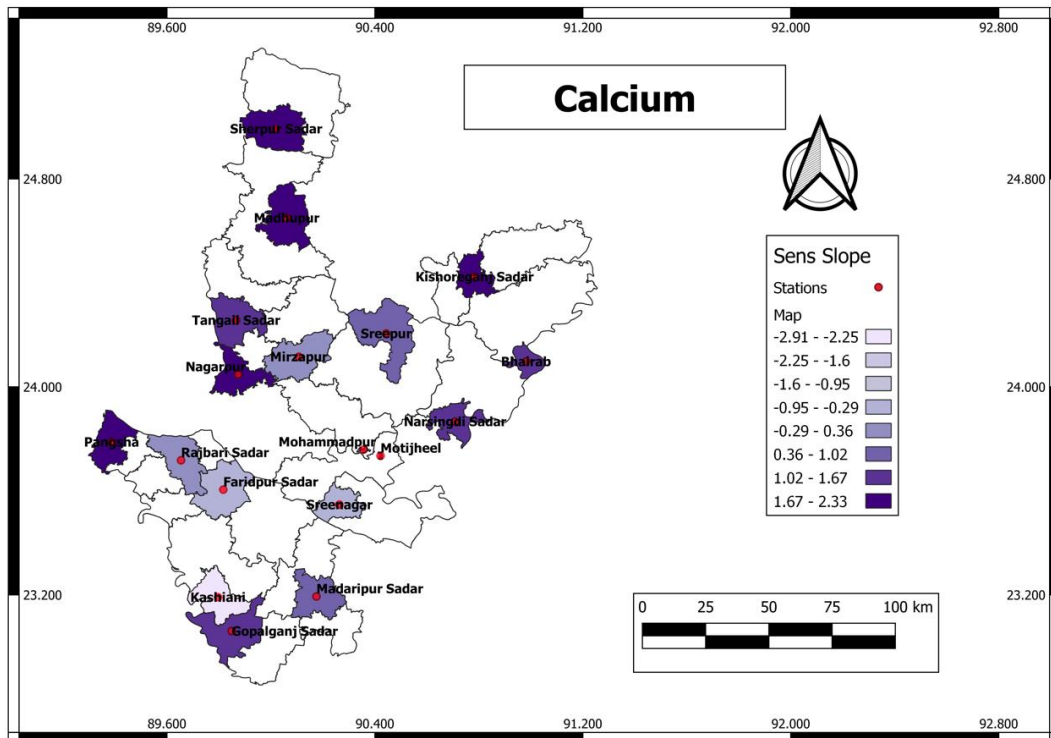 89.600 90.400 91.200 92.000 92.800
Calcium
Sherpur Sadar
24.800 24.800
Madhupur
Kishoreganj Sadar
Tangail Sadar
Sreepur
Mirzapur
Bhairab
Nagarpur
24.000 24.000
Narsingdi Sadar
Pangsha
Mohammadpur
Motijheel
Rajbari Sadar
Faridpur Sadar
Sreenagar
Madaripur Sadar
Kashiani
23.200 23.200
Gopalganj Sadar
Sens Slope
Stations
Map
-2.91 - -2.25
-2.25 - -1.6
-1.6 - -0.95
-0.95 - -0.29
-0.29 - 0.36
0.36 - 1.02
1.02 - 1.67
1.67 - 2.33
0 25 50 75 100 km
89.600 90.400 91.200 92.000 92.800